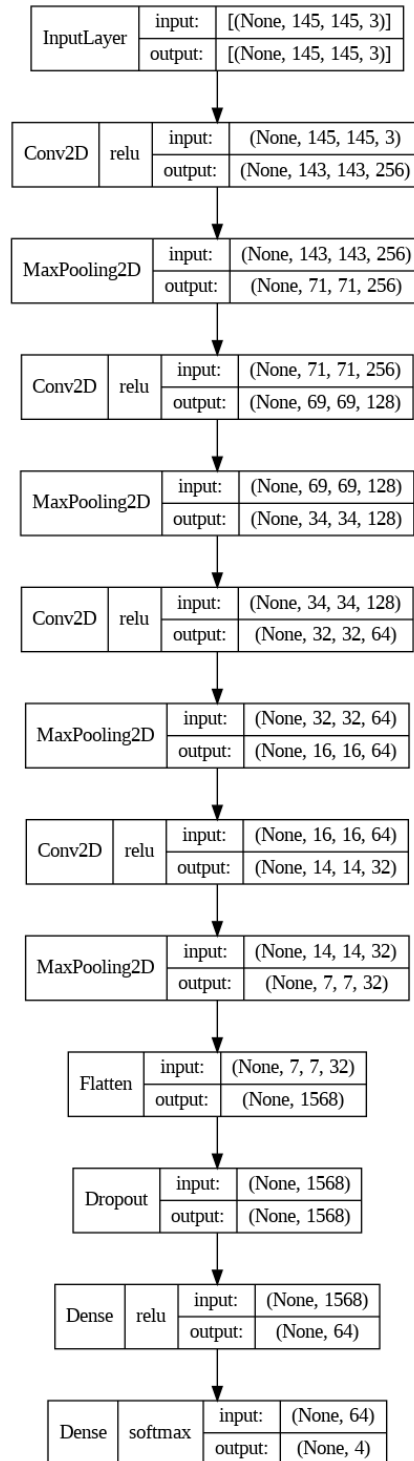 InputLayer input: [(None, 145, 145, 3)]
output: [(None, 145, 145, 3)]
Conv2D relu input: (None, 145, 145, 3)
output: (None, 143, 143, 256)
MaxPooling2D input: (None, 143, 143, 256)
output: (None, 71, 71, 256)
Conv2D relu input: (None, 71, 71, 256)
output: (None, 69, 69, 128)
MaxPooling2D input: (None, 69, 69, 128)
output: (None, 34, 34, 128)
Conv2D relu input: (None, 34, 34, 128)
output: (None, 32, 32, 64)
MaxPooling2D input: (None, 32, 32, 64)
output: (None, 16, 16, 64)
Conv2D relu input: (None, 16, 16, 64)
output: (None, 14, 14, 32)
MaxPooling2D input: (None, 14, 14, 32)
output: (None, 7, 7, 32)
Flatten input: (None, 7, 7, 32)
output: (None, 1568)
Dropout input: (None, 1568)
output: (None, 1568)
Dense relu input: (None, 1568)
output: (None, 64)
Dense softmax input: (None, 64)
output: (None, 4)